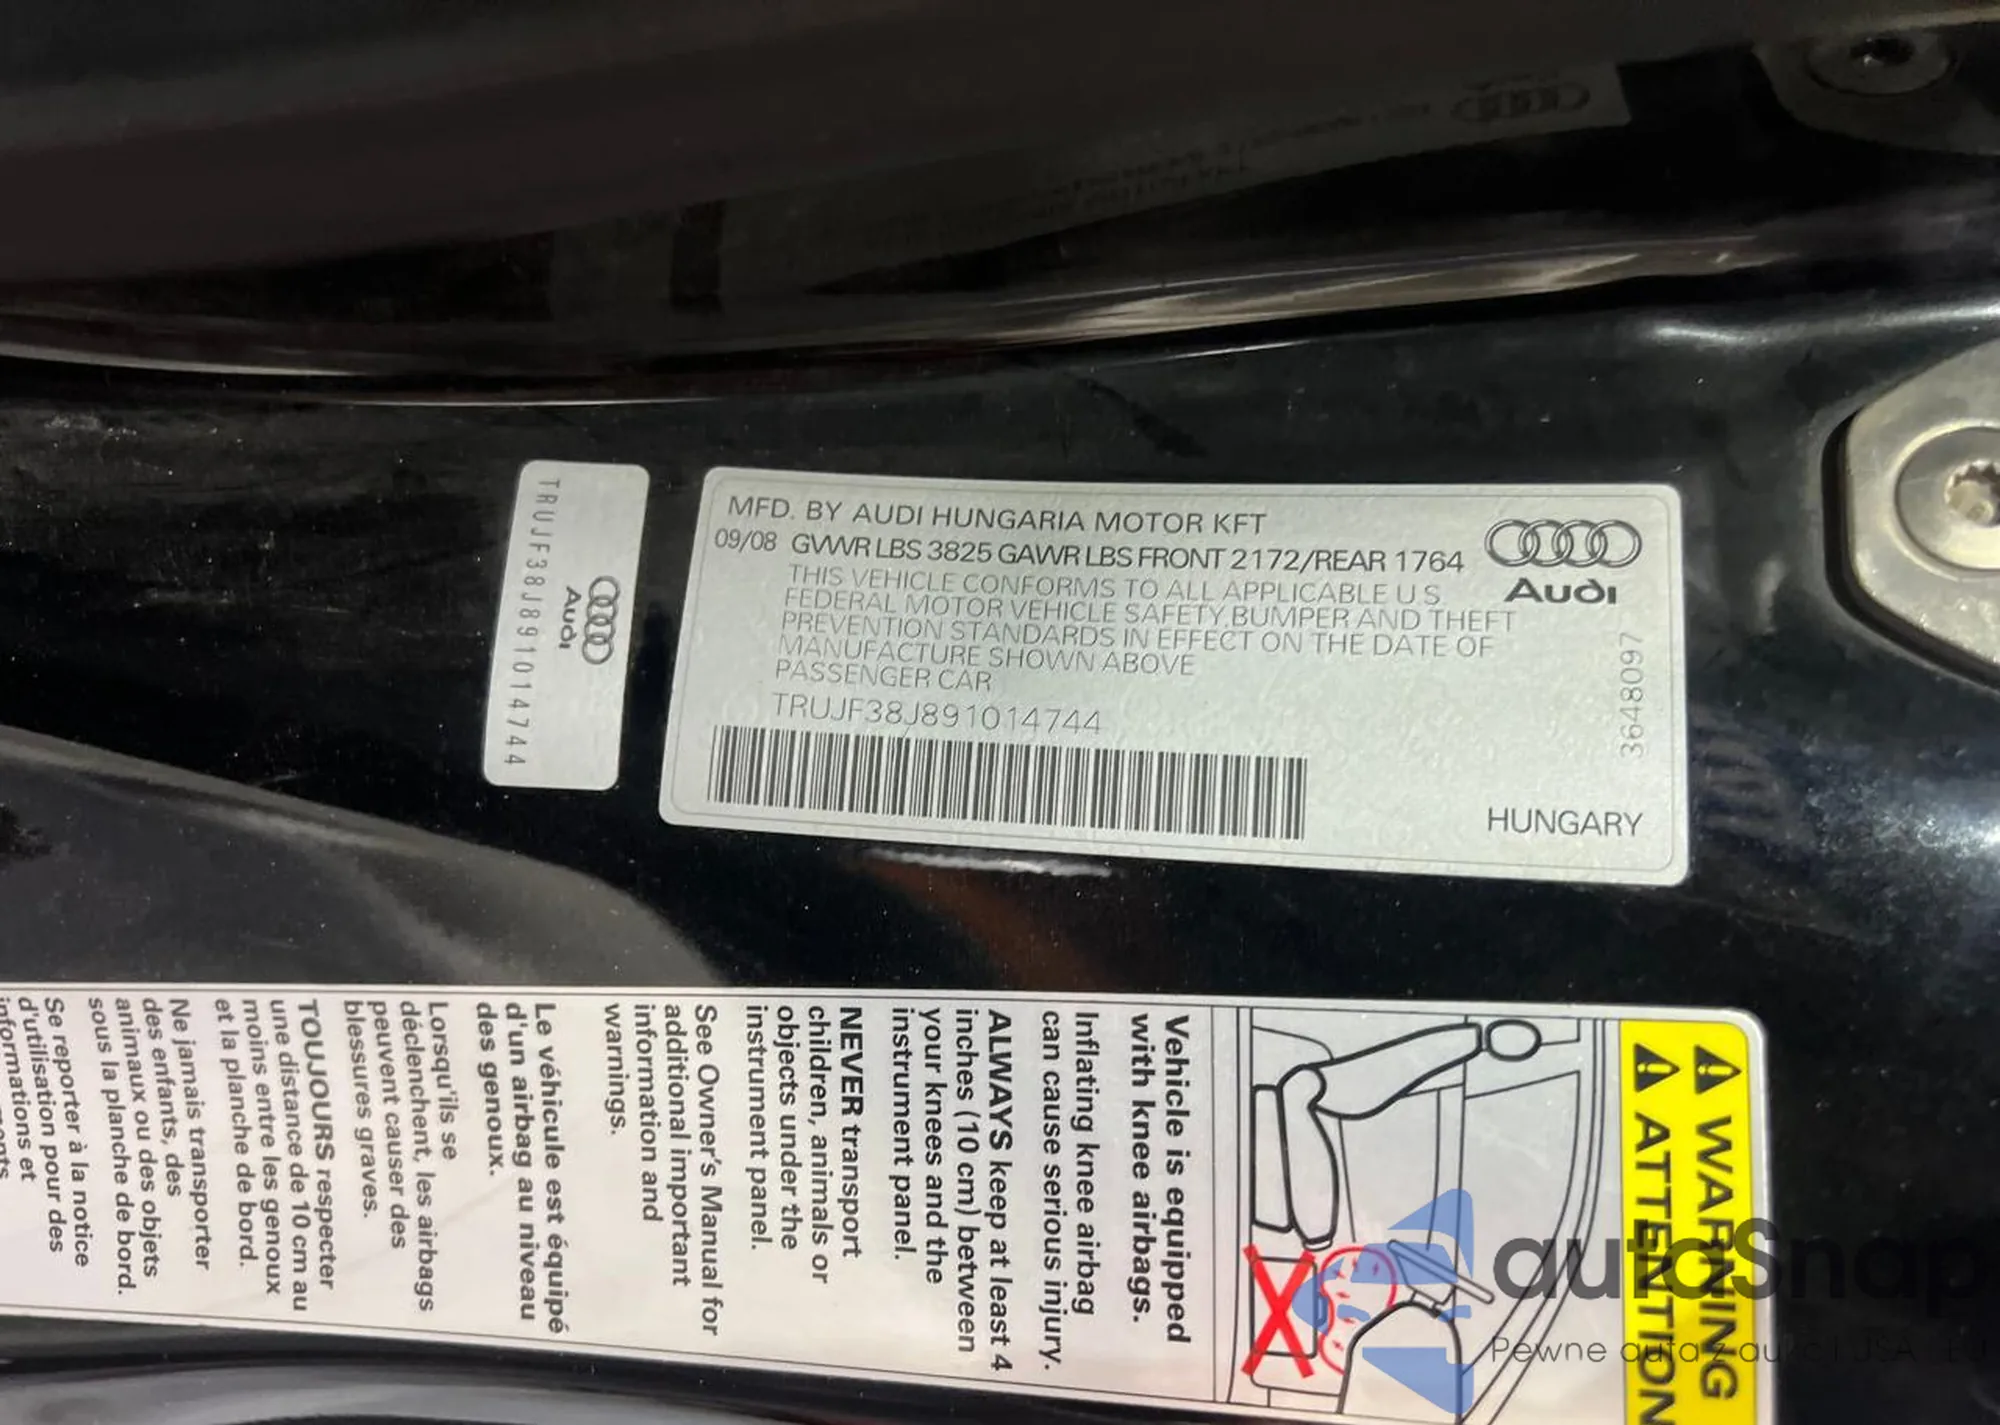 MFD. BY AUDI HUNGARIA MOTOR KFT
09/08 GVWR LBS 3825 GAWR LBS FRONT 2172/REAR 1764
THIS VEHICLE CONFORMS TO ALL APPLICABLE U.S.
FEDERAL MOTOR VEHICLE SAFETY, BUMPER AND THEFT
PREVENTION STANDARDS IN EFFECT ON THE DATE OF
MANUFACTURE SHOWN ABOVE
PASSENGER CAR
TRUJF38J891014744
Audi
3648097
HUNGARY
TRUJF38J891014744
Audi
WARNING
ATTENTION
Vehicle is equipped
with knee airbags.
Inflating knee airbag
can cause serious injury.
ALWAYS keep at least 4
inches (10 cm) between
your knees and the
instrument panel.
NEVER transport
children, animals or
objects under the
instrument panel.
See Owner's Manual for
additional important
information and
warnings.
Le véhicule est équipé
d'un airbag au niveau
des genoux.
Lorsqu'ils se
déclenchent, les airbags
peuvent causer des
blessures graves.
TOUJOURS respecter
une distance de 10 cm au
moins entre les genoux
et la planche de bord.
Ne jamais transporter
des enfants, des
animaux ou des objets
sous la planche de bord.
Se reporter à la notice
d'utilisation pour des
informations et
autoSnap
Pewne auta z aukcji USA